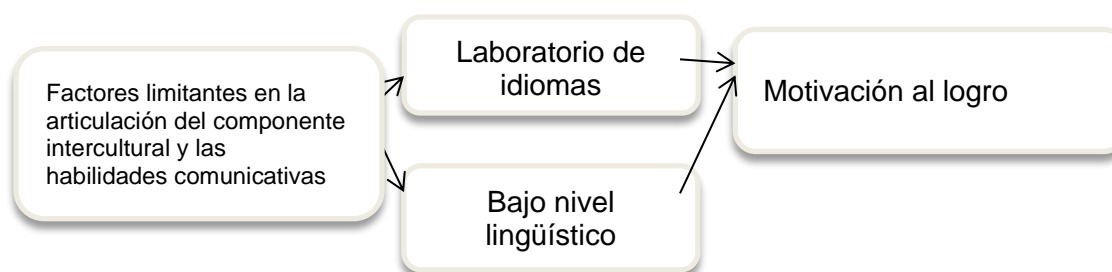 Factores limitantes en la
articulación del componente
intercultural y las
habilidades comunicativas
Laboratorio de
idiomas
Bajo nivel
lingüístico
Motivación al logro